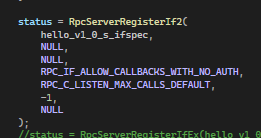 status = RpcServerRegisterIf2(
hello_v1_0_s_ifspec,
NULL,
NULL,
RPC_IF_ALLOW_CALLBACKS_WITH_NO_AUTH,
RPC_C_LISTEN_MAX_CALLS_DEFAULT,
-1,
NULL
);
//status = RpcServerRegisterIfEx(hello_v1_0